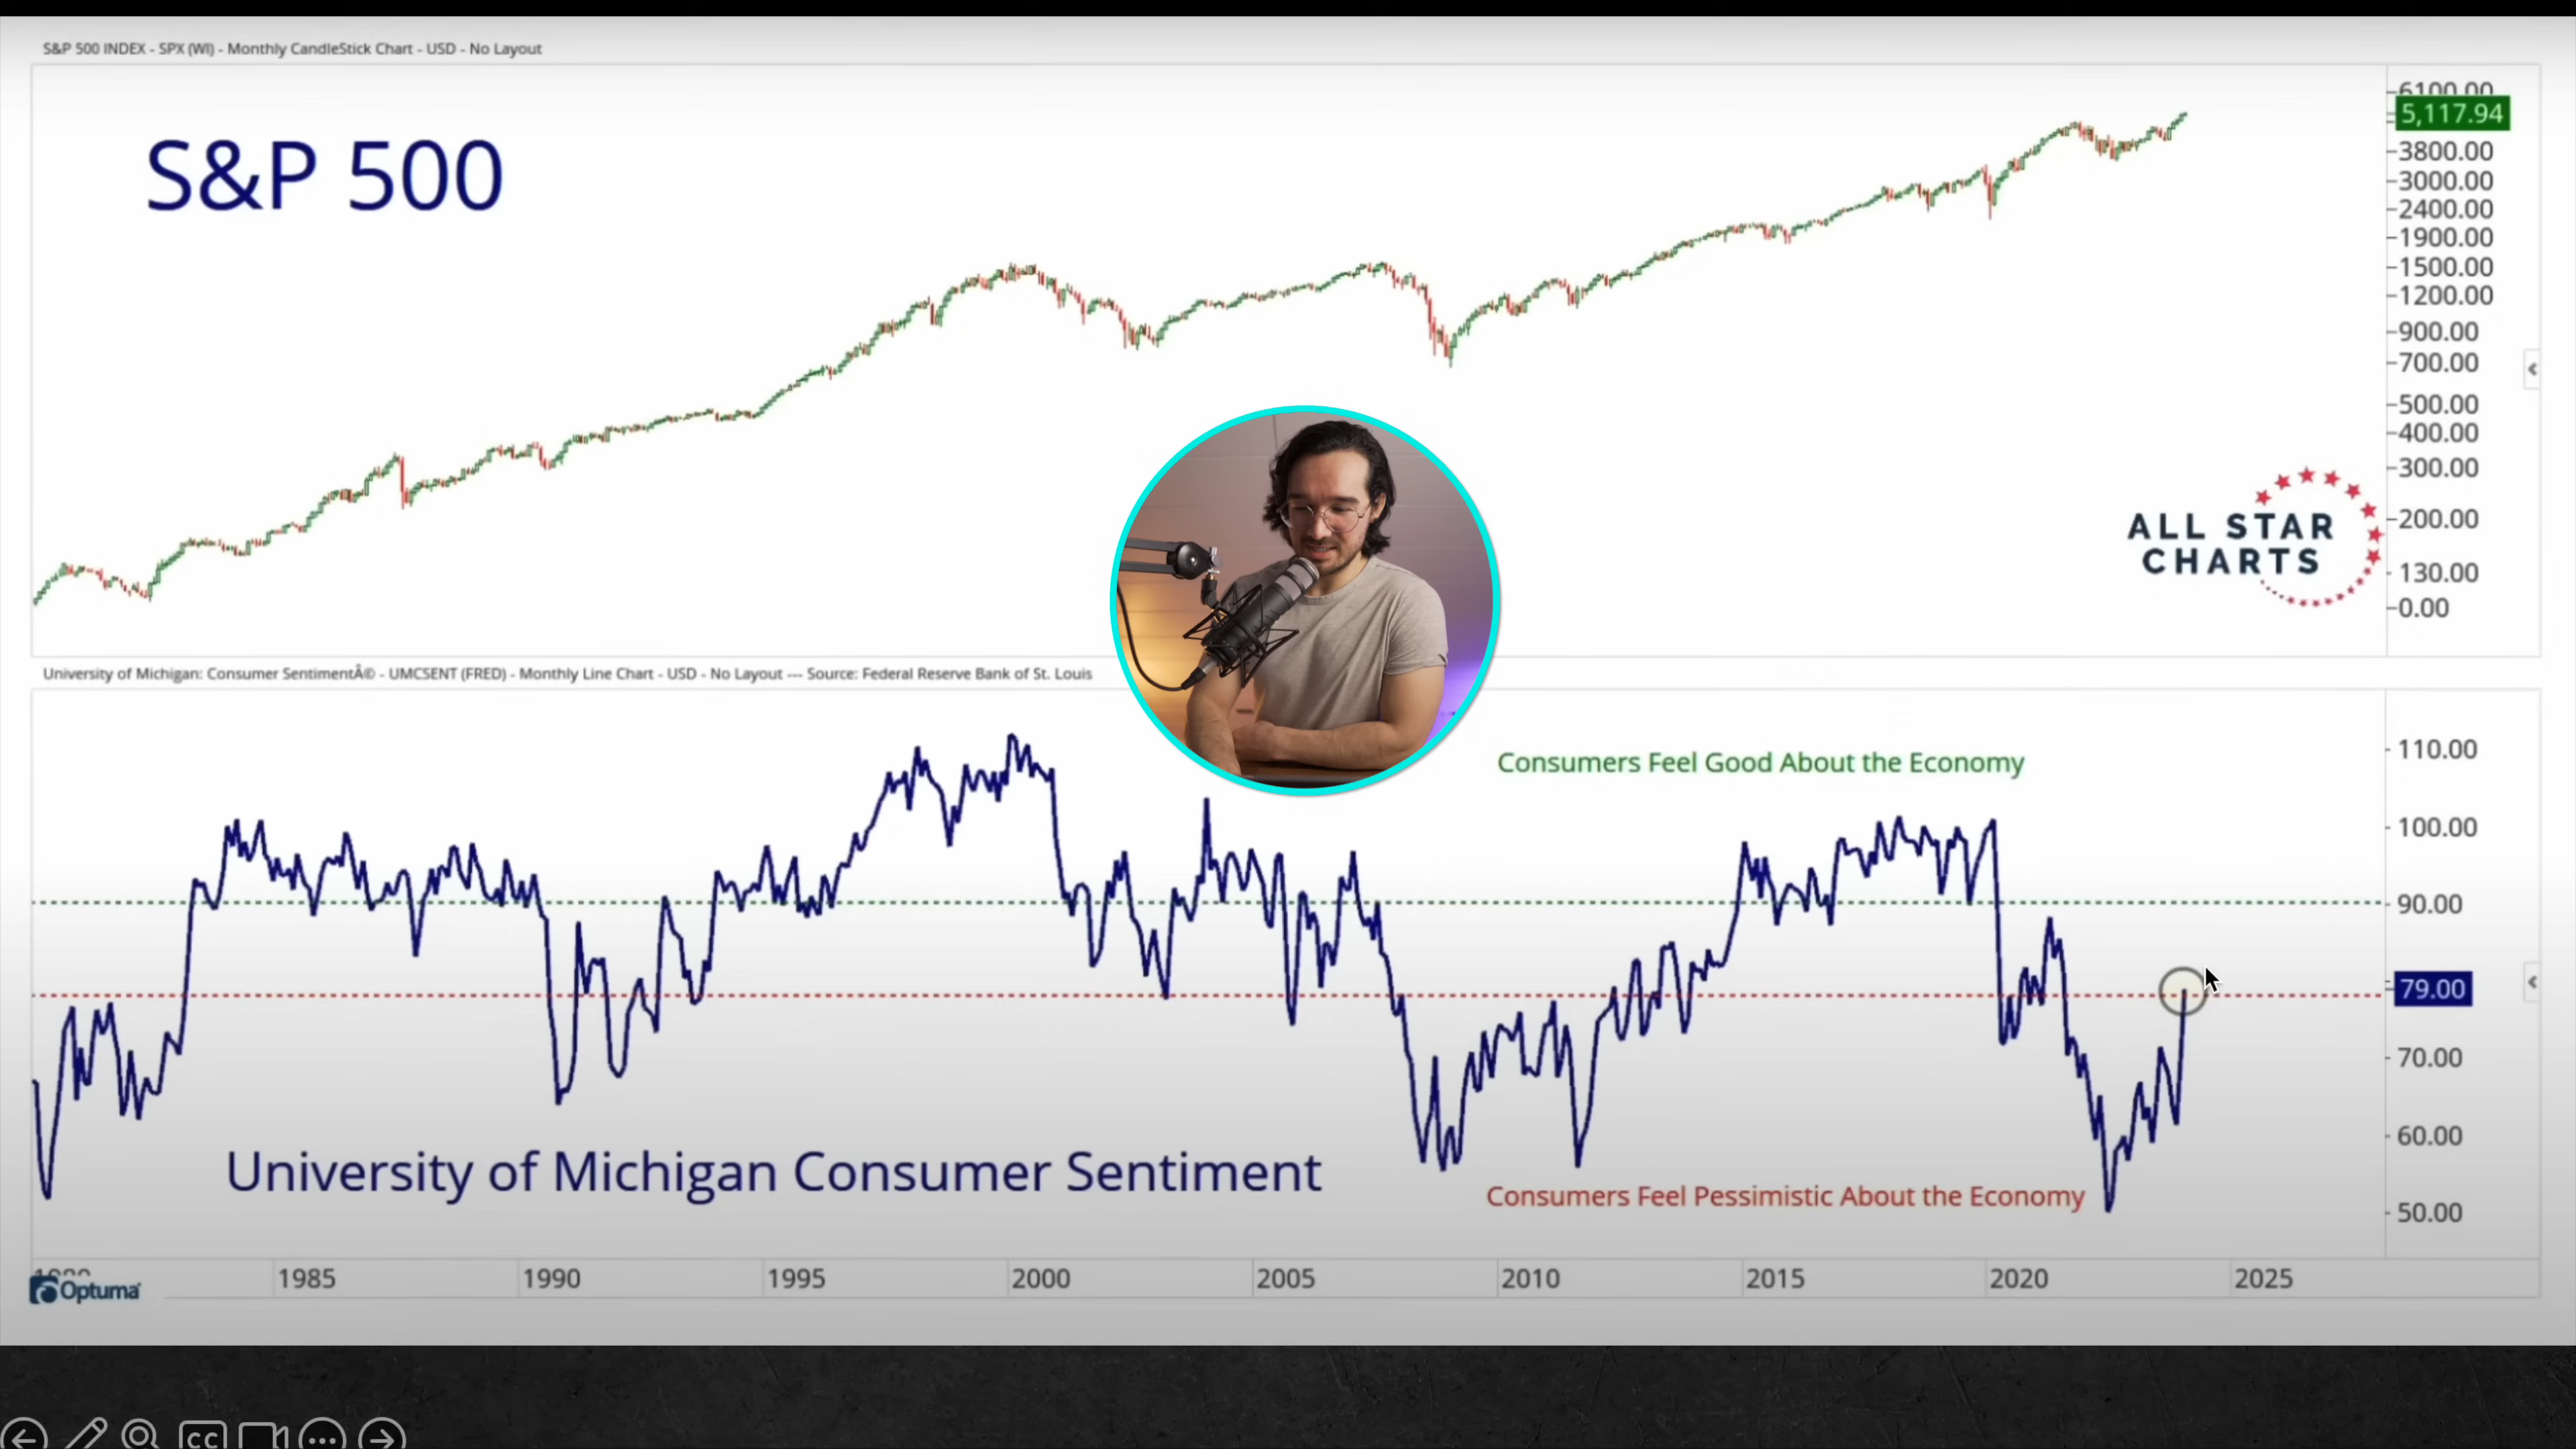 S&P 500 INDEX - SPX (WI) - Monthly CandleStick Chart - USD - No Layout
S&P 500
6100.00
5,117.94
3800.00
3000.00
2400.00
1900.00
1500.00
1200.00
900.00
700.00
500.00
400.00
300.00
200.00
130.00
0.00
ALL STAR
CHARTS
University of Michigan: Consumer SentimentÂ© - UMCSENT (FRED) - Monthly Line Chart - USD - No Layout --- Source: Federal Reserve Bank of St. Louis
Consumers Feel Good About the Economy
110.00
100.00
90.00
79.00
70.00
60.00
50.00
University of Michigan Consumer Sentiment
Consumers Feel Pessimistic About the Economy
1980 1985 1990 1995 2000 2005 2010 2015 2020 2025
Optuma
CC